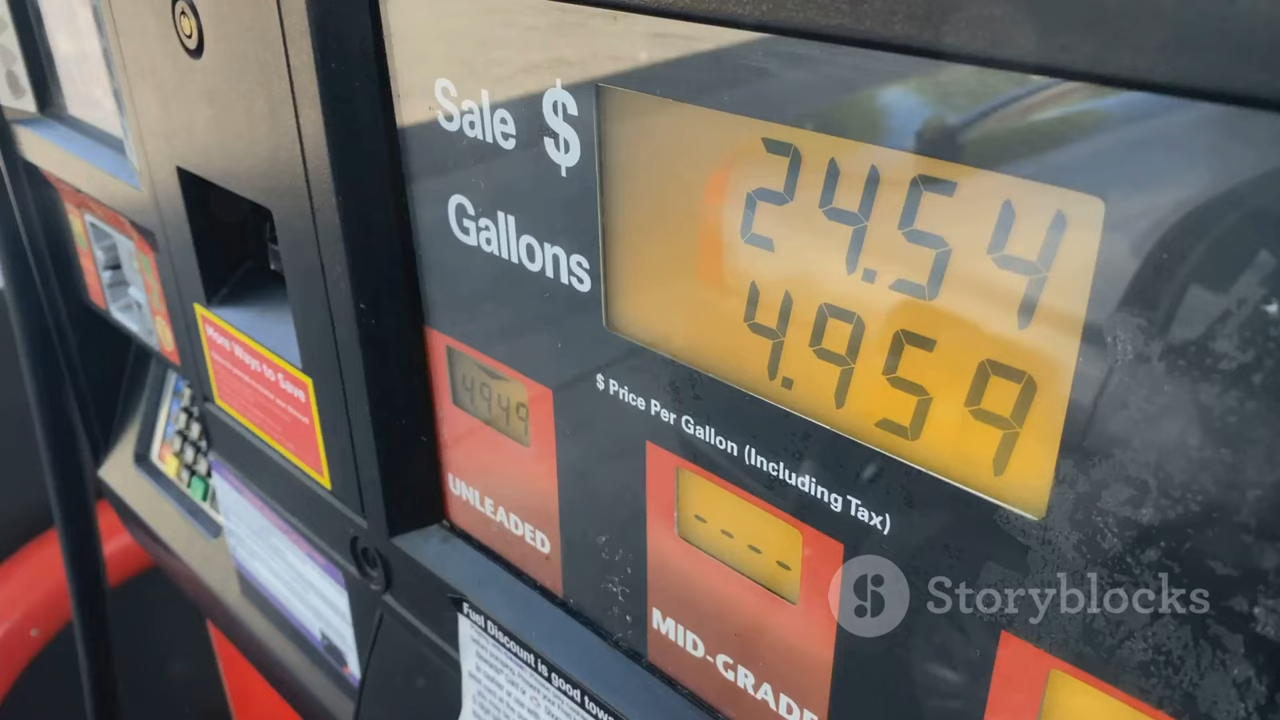 Sale $ 24.54
Gallons 4.959
$ Price Per Gallon (Including Tax)
4.949
UNLEADED
- - - -
MID-GRADE
More Ways to Save
Fuel Discount is good
Storyblocks